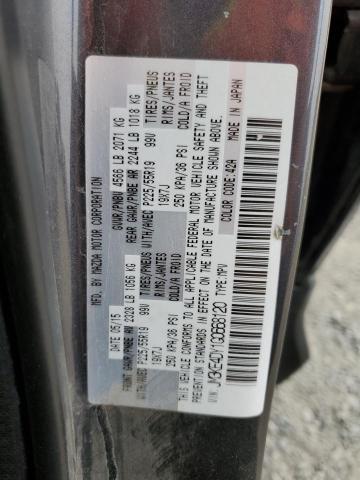 MFD. BY MAZDA MOTOR CORPORATION
DATE: 05/15 GVWR/PNBV 4566 LB 2071 KG
FRONT GAWR/PNBE AV 2328 LB 1056 KG REAR GAWR/PNBE AR 2244 LB 1018 KG
WITH/AVEC P225/55R19 99V TIRES/PNEUS WITH/AVEC P225/55R19 99V TIRES/PNEUS
19X7J RIMS/JANTES 19X7J RIMS/JANTES
250 KPA/36 PSI COLD/A FROID 250 KPA/36 PSI COLD/A FROID
THIS VEHICLE CONFORMS TO ALL APPLICABLE FEDERAL MOTOR VEHICLE SAFETY AND THEFT
PREVENTION STANDARDS IN EFFECT ON THE DATE OF MANUFACTURE SHOWN ABOVE.
COLOR CODE: 42A MADE IN JAPAN
TYPE: MPV